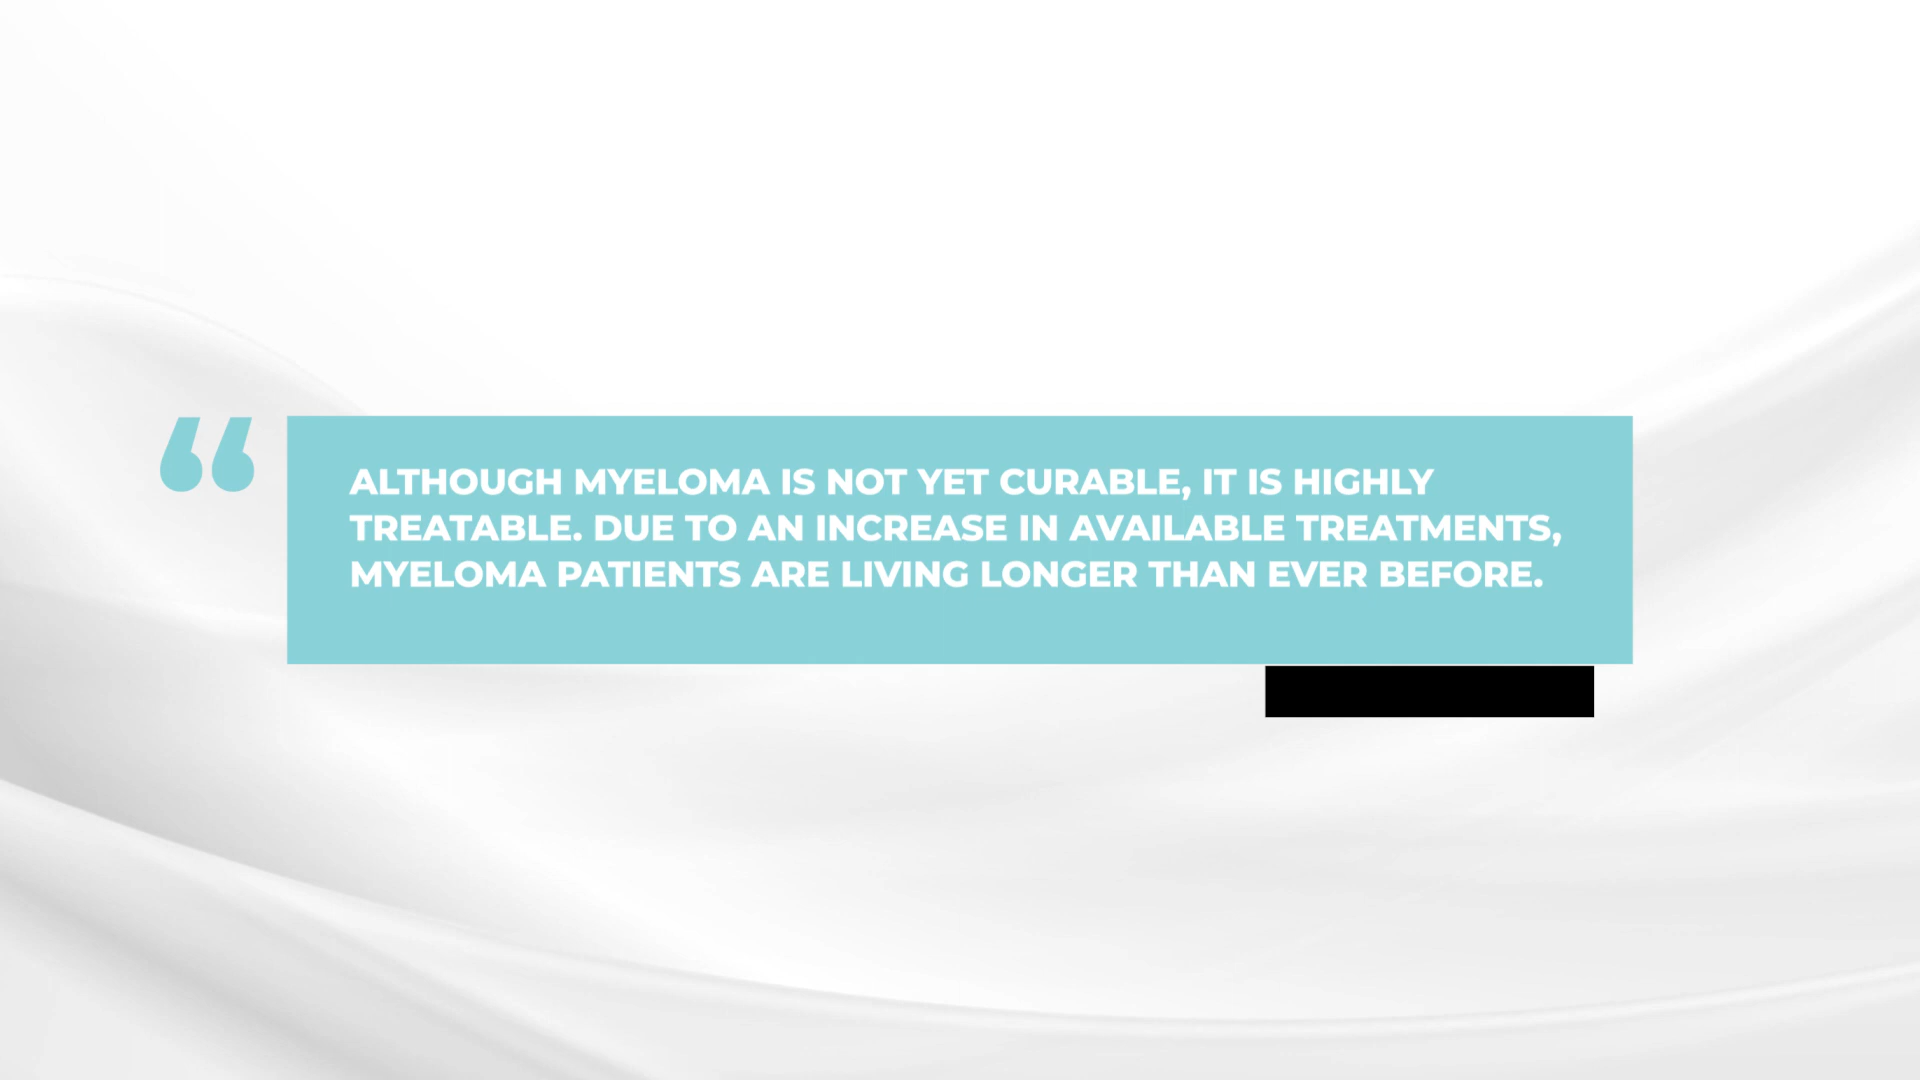 “
ALTHOUGH MYELOMA IS NOT YET CURABLE, IT IS HIGHLY
TREATABLE. DUE TO AN INCREASE IN AVAILABLE TREATMENTS,
MYELOMA PATIENTS ARE LIVING LONGER THAN EVER BEFORE.